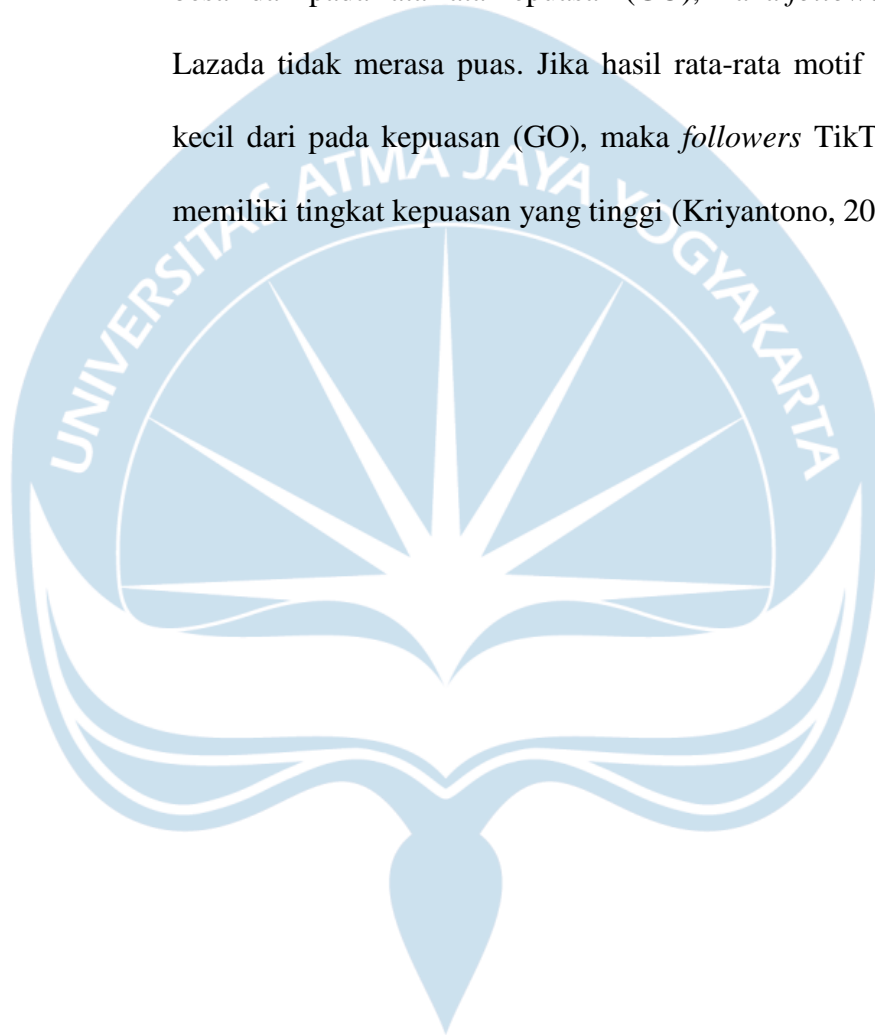 Lazada tidak merasa puas. Jika hasil rata-rata motif
kecil dari pada kepuasan (GO), maka followers TikT
memiliki tingkat kepuasan yang tinggi (Kriyantono, 20
UNIVERSITAS ATMA JAYA YOGYAKARTA